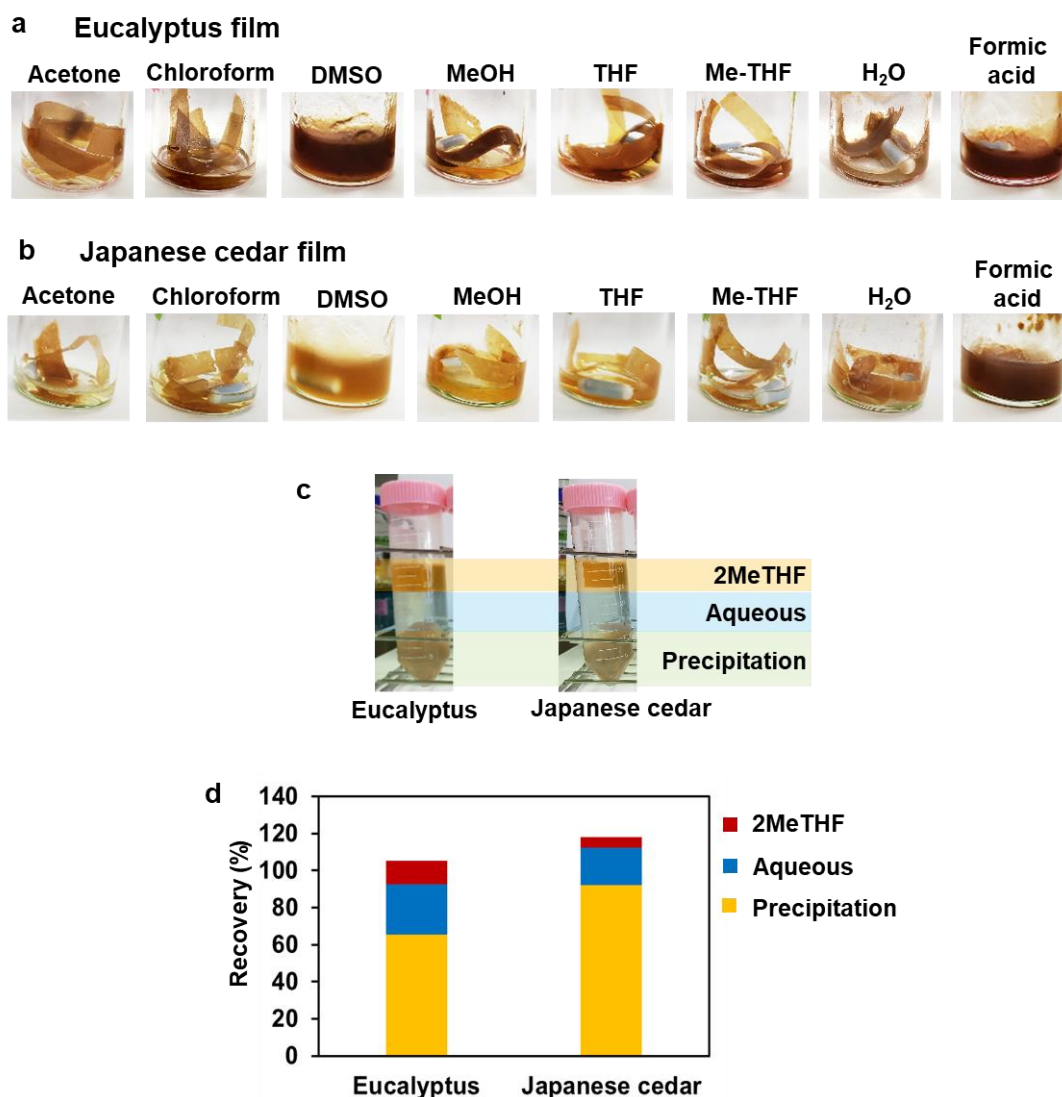 a Eucalyptus film
Acetone Chloroform DMSO MeOH THF Me-THF H₂O Formic acid
b Japanese cedar film
Acetone Chloroform DMSO MeOH THF Me-THF H₂O Formic acid
c
2MeTHF
Aqueous
Precipitation
Eucalyptus Japanese cedar
d
Recovery (%)
140
120
100
80
60
40
20
0
Eucalyptus Japanese cedar
2MeTHF
Aqueous
Precipitation